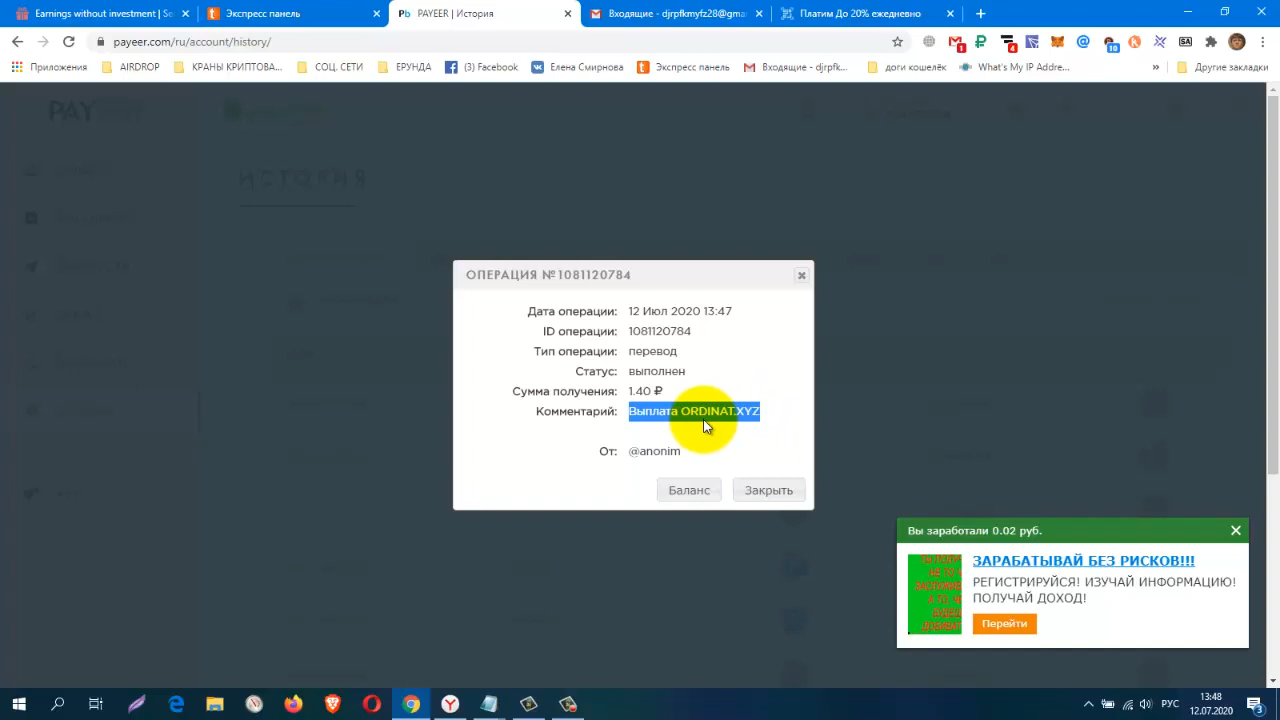 Earning without investment | Se
Экспресс панель
PAYEER | История
Входящие - djrpfkmyfz28@gma
Платим До 20% ежедневно
payeer.com/ru/account/history/
Приложения
AIRDROP
КРАНЫ КРИПТОВА...
СОЦ. СЕТИ
ЕРУНДА
(3) Facebook
Елена Смирнова
Экспресс панель
Входящие - djrpfk...
доги кошелёк
What's My IP Addre...
»
Другие закладки
ИСТОРИЯ
ОПЕРАЦИЯ №1081120784
Дата операции: 12 Июл 2020 13:47
ID операции: 1081120784
Тип операции: перевод
Статус: выполнен
Сумма получения: 1.40 ₽
Комментарий: Выплата ORDINAT.XYZ
От: @anonim
Баланс
Закрыть
Вы заработали 0.02 руб.
ЗАРАБАТЫВАЙ БЕЗ РИСКОВ!!!
РЕГИСТРИРУЙСЯ! ИЗУЧАЙ ИНФОРМАЦИЮ!
ПОЛУЧАЙ ДОХОД!
Перейти
РУС
13:48
12.07.2020